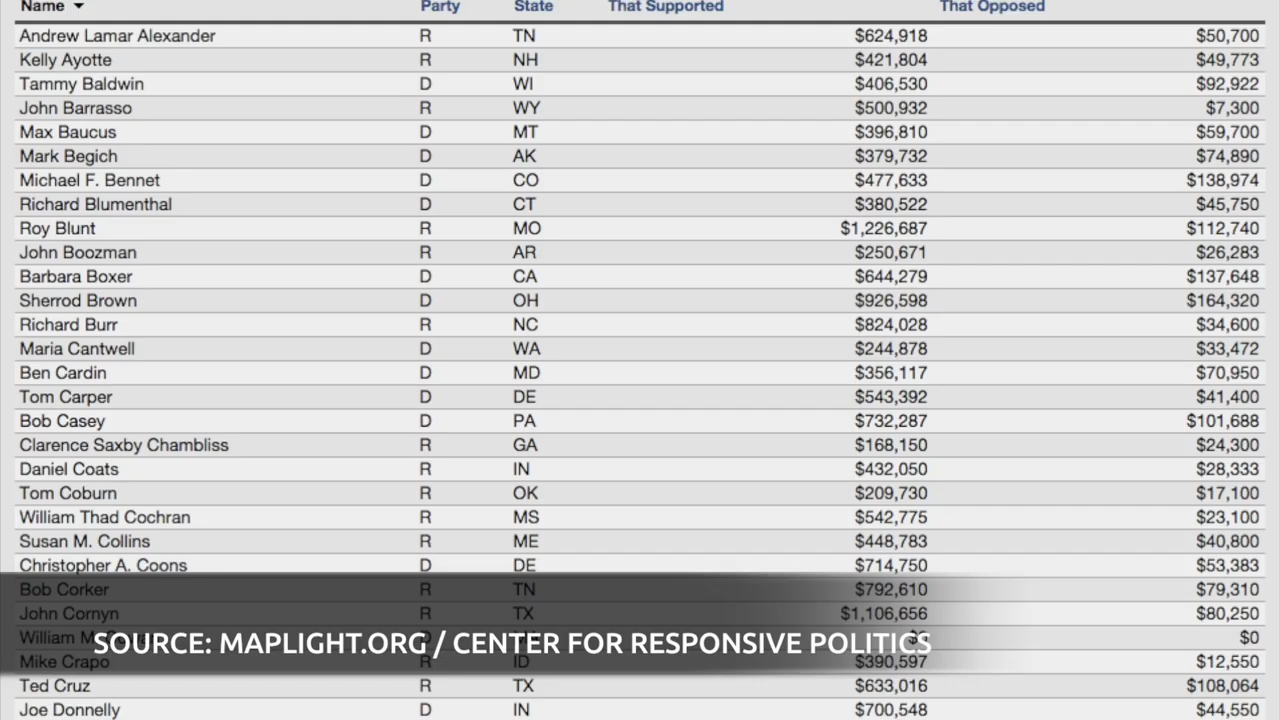 Name Party State That Supported That Opposed
Andrew Lamar Alexander R TN $624,918 $50,700
Kelly Ayotte R NH $421,804 $49,773
Tammy Baldwin D WI $406,530 $92,922
John Barrasso R WY $500,932 $7,300
Max Baucus D MT $396,810 $59,700
Mark Begich D AK $379,732 $74,890
Michael F. Bennet D CO $477,633 $138,974
Richard Blumenthal D CT $380,522 $45,750
Roy Blunt R MO $1,226,687 $112,740
John Boozman R AR $250,671 $26,283
Barbara Boxer D CA $644,279 $137,648
Sherrod Brown D OH $926,598 $164,320
Richard Burr R NC $824,028 $34,600
Maria Cantwell D WA $244,878 $33,472
Ben Cardin D MD $356,117 $70,950
Tom Carper D DE $543,392 $41,400
Bob Casey D PA $732,287 $101,688
Clarence Saxby Chambliss R GA $168,150 $24,300
Daniel Coats R IN $432,050 $28,333
Tom Coburn R OK $209,730 $17,100
William Thad Cochran R MS $542,775 $23,100
Susan M. Collins R ME $448,783 $40,800
Christopher A. Coons D DE $714,750 $53,383
Bob Corker R TN $792,610 $79,310
John Cornyn R TX $1,106,656 $80,250
William $0
SOURCE: MAPLIGHT.ORG / CENTER FOR RESPONSIVE POLITICS
Mike Crapo R ID $390,597 $12,550
Ted Cruz R TX $633,016 $108,064
Joe Donnelly D IN $700,548 $44,550